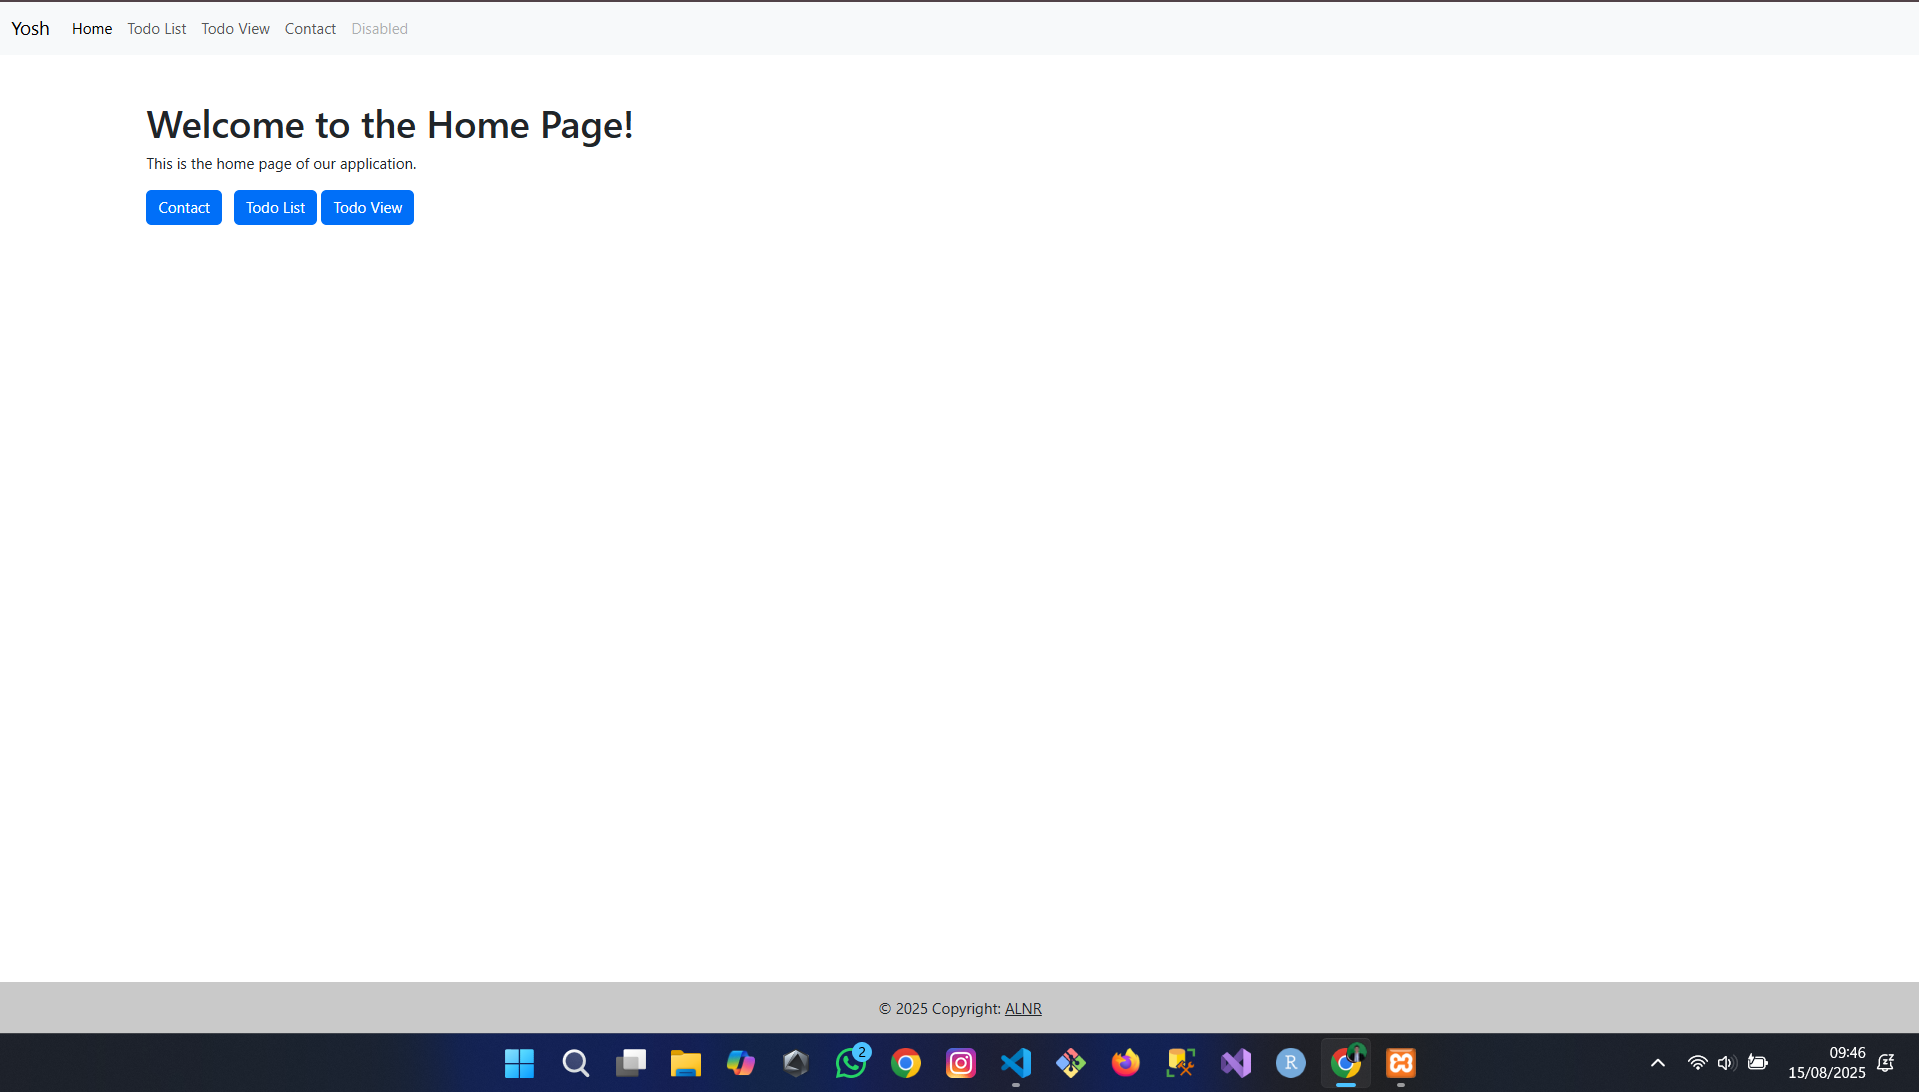 Yosh Home Todo List Todo View Contact Disabled
Welcome to the Home Page!
This is the home page of our application.
Contact Todo List Todo View
© 2025 Copyright: ALNR
2
R
09:46
15/08/2025